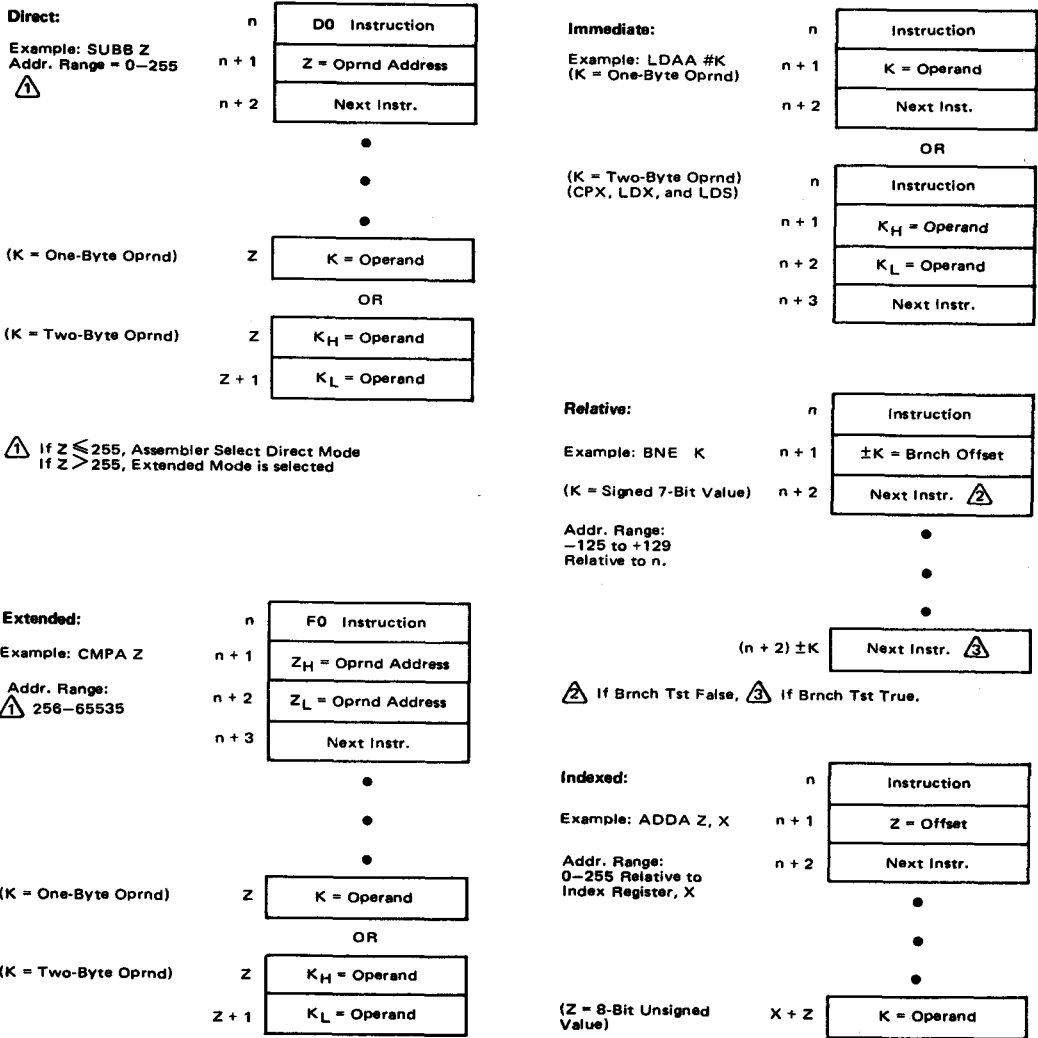 Direct:
n
D0 Instruction
Example: SUBB Z
Addr. Range = 0–255
1
n + 1
Z = Oprnd Address
n + 2
Next Instr.
(K = One-Byte Oprnd)
Z
K = Operand
OR
(K = Two-Byte Oprnd)
Z
KH = Operand
Z + 1
KL = Operand
1 If Z ≤ 255, Assembler Select Direct Mode
If Z > 255, Extended Mode is selected
Extended:
n
F0 Instruction
Example: CMPA Z
n + 1
ZH = Oprnd Address
Addr. Range:
1 256–65535
n + 2
ZL = Oprnd Address
n + 3
Next Instr.
(K = One-Byte Oprnd)
Z
K = Operand
OR
(K = Two-Byte Oprnd)
Z
KH = Operand
Z + 1
KL = Operand
Immediate:
n
Instruction
Example: LDAA #K
(K = One-Byte Oprnd)
n + 1
K = Operand
n + 2
Next Inst.
OR
(K = Two-Byte Oprnd)
(CPX, LDX, and LDS)
n
Instruction
n + 1
KH = Operand
n + 2
KL = Operand
n + 3
Next Instr.
Relative:
n
Instruction
Example: BNE K
n + 1
±K = Brnch Offset
(K = Signed 7-Bit Value)
n + 2
Next Instr. 2
Addr. Range:
–125 to +129
Relative to n.
(n + 2) ±K
Next Instr. 3
2 If Brnch Tst False, 3 If Brnch Tst True.
Indexed:
n
Instruction
Example: ADDA Z, X
n + 1
Z = Offset
Addr. Range:
0–255 Relative to
Index Register, X
n + 2
Next Instr.
(Z = 8-Bit Unsigned
Value)
X + Z
K = Operand